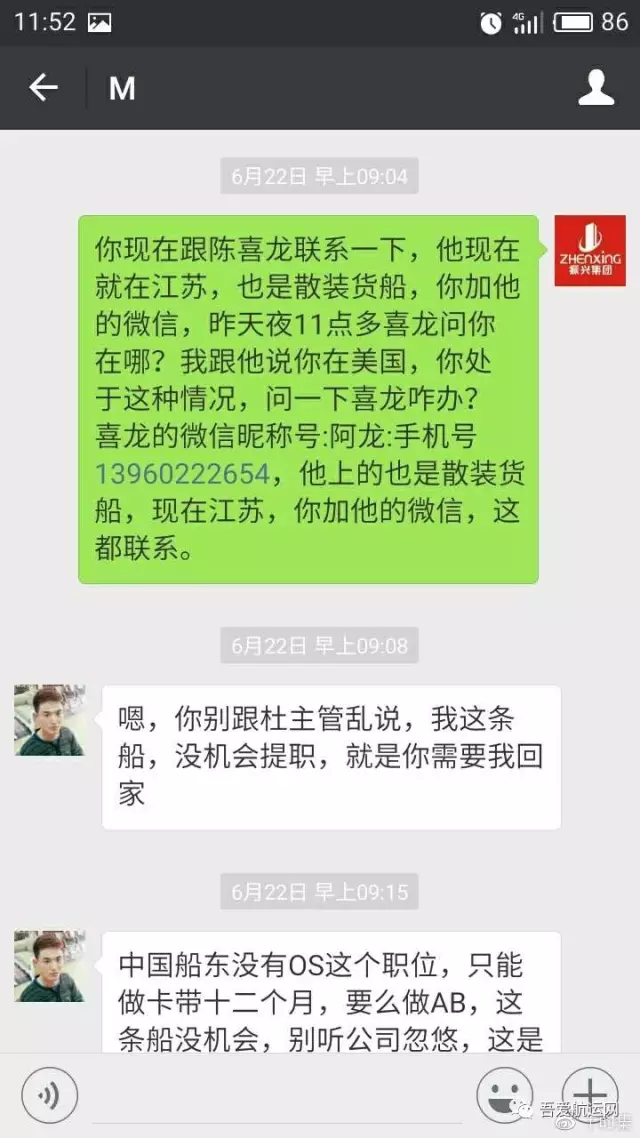 11:52
4G
86
M
6月22日 早上09:04
你现在跟陈喜龙联系一下，他现在
就在江苏，也是散装货船，你加他
的微信，昨天夜11点多喜龙问你
在哪？我跟他说你在美国，你处
于这种情况，问一下喜龙咋办？
喜龙的微信昵称号:阿龙:手机号
13960222654，他上的也是散装货
船，现在江苏，你加他的微信，这
都联系。
ZHENXING
振兴集团
6月22日 早上09:08
嗯，你别跟杜主管乱说，我这条
船，没机会提职，就是你需要我回
家
6月22日 早上09:15
中国船东没有OS这个职位，只能
做卡带十二个月，要么做AB，这
条船没机会，别听公司忽悠，这是
吾爱航运网